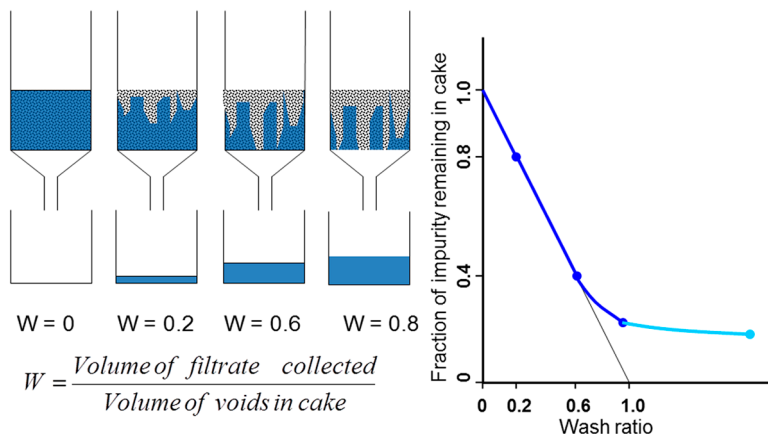 W = 0
W = 0.2
W = 0.6
W = 0.8
W = Volume of filtrate collected
Volume of voids in cake
Fraction of impurity remaining in cake
1.0
0.8
0.4
0
0 0.2 0.6 1.0
Wash ratio